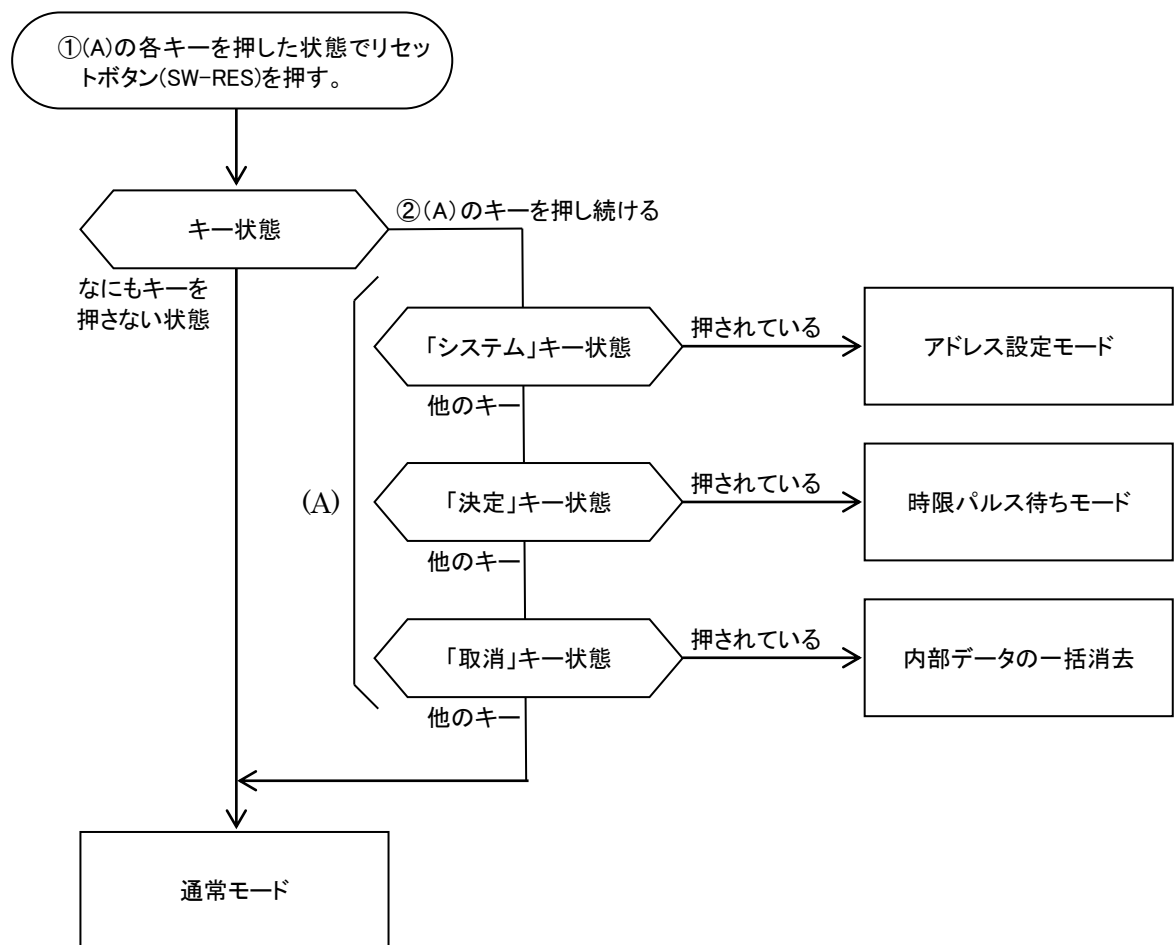 ①(A)の各キーを押した状態でリセッ
トボタン(SW-RES)を押す。
キー状態
②(A)のキーを押し続ける
なにもキーを
押さない状態
「システム」キー状態
押されている
アドレス設定モード
他のキー
(A)
「決定」キー状態
押されている
時限パルス待ちモード
他のキー
「取消」キー状態
押されている
内部データの一括消去
他のキー
通常モード